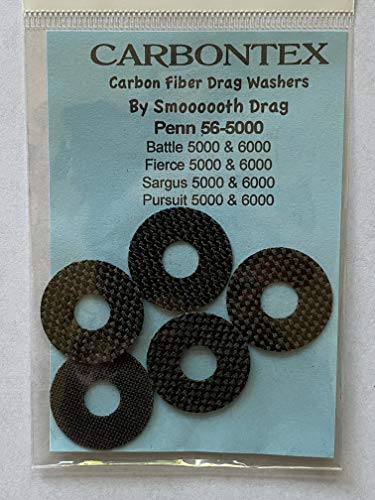 CARBONTEX
Carbon Fiber Drag Washers
By Smoooooth Drag
Penn 56-5000
Battle 5000 & 6000
Fierce 5000 & 6000
Sargus 5000 & 6000
Pursuit 5000 & 6000